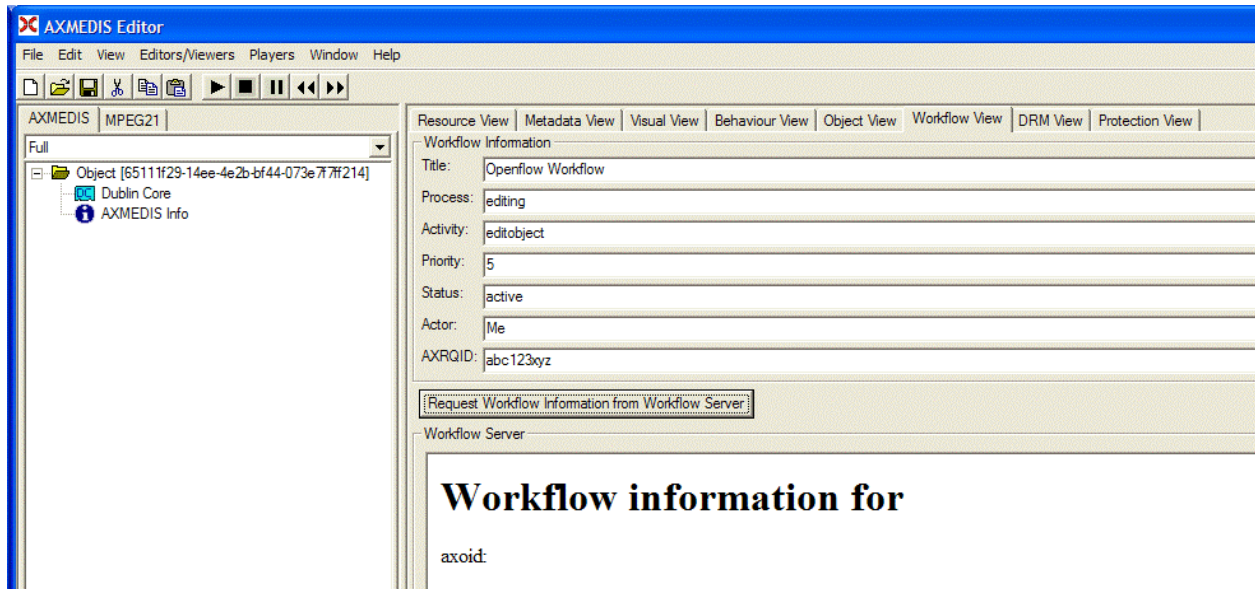 AXMEDIS Editor
File Edit View Editors/Viewers Players Window Help
AXMEDIS MPEG21
Full
Object [65111f29-14ee-4e2b-bf44-073e7f7ff214]
Dublin Core
AXMEDIS Info
Resource View Metadata View Visual View Behaviour View Object View Workflow View DRM View Protection View
Workflow Information
Title: Openflow Workflow
Process: editing
Activity: editobject
Priority: 5
Status: active
Actor: Me
AXRQID: abc123xyz
Request Workflow Information from Workflow Server
Workflow Server
Workflow information for
axoid: